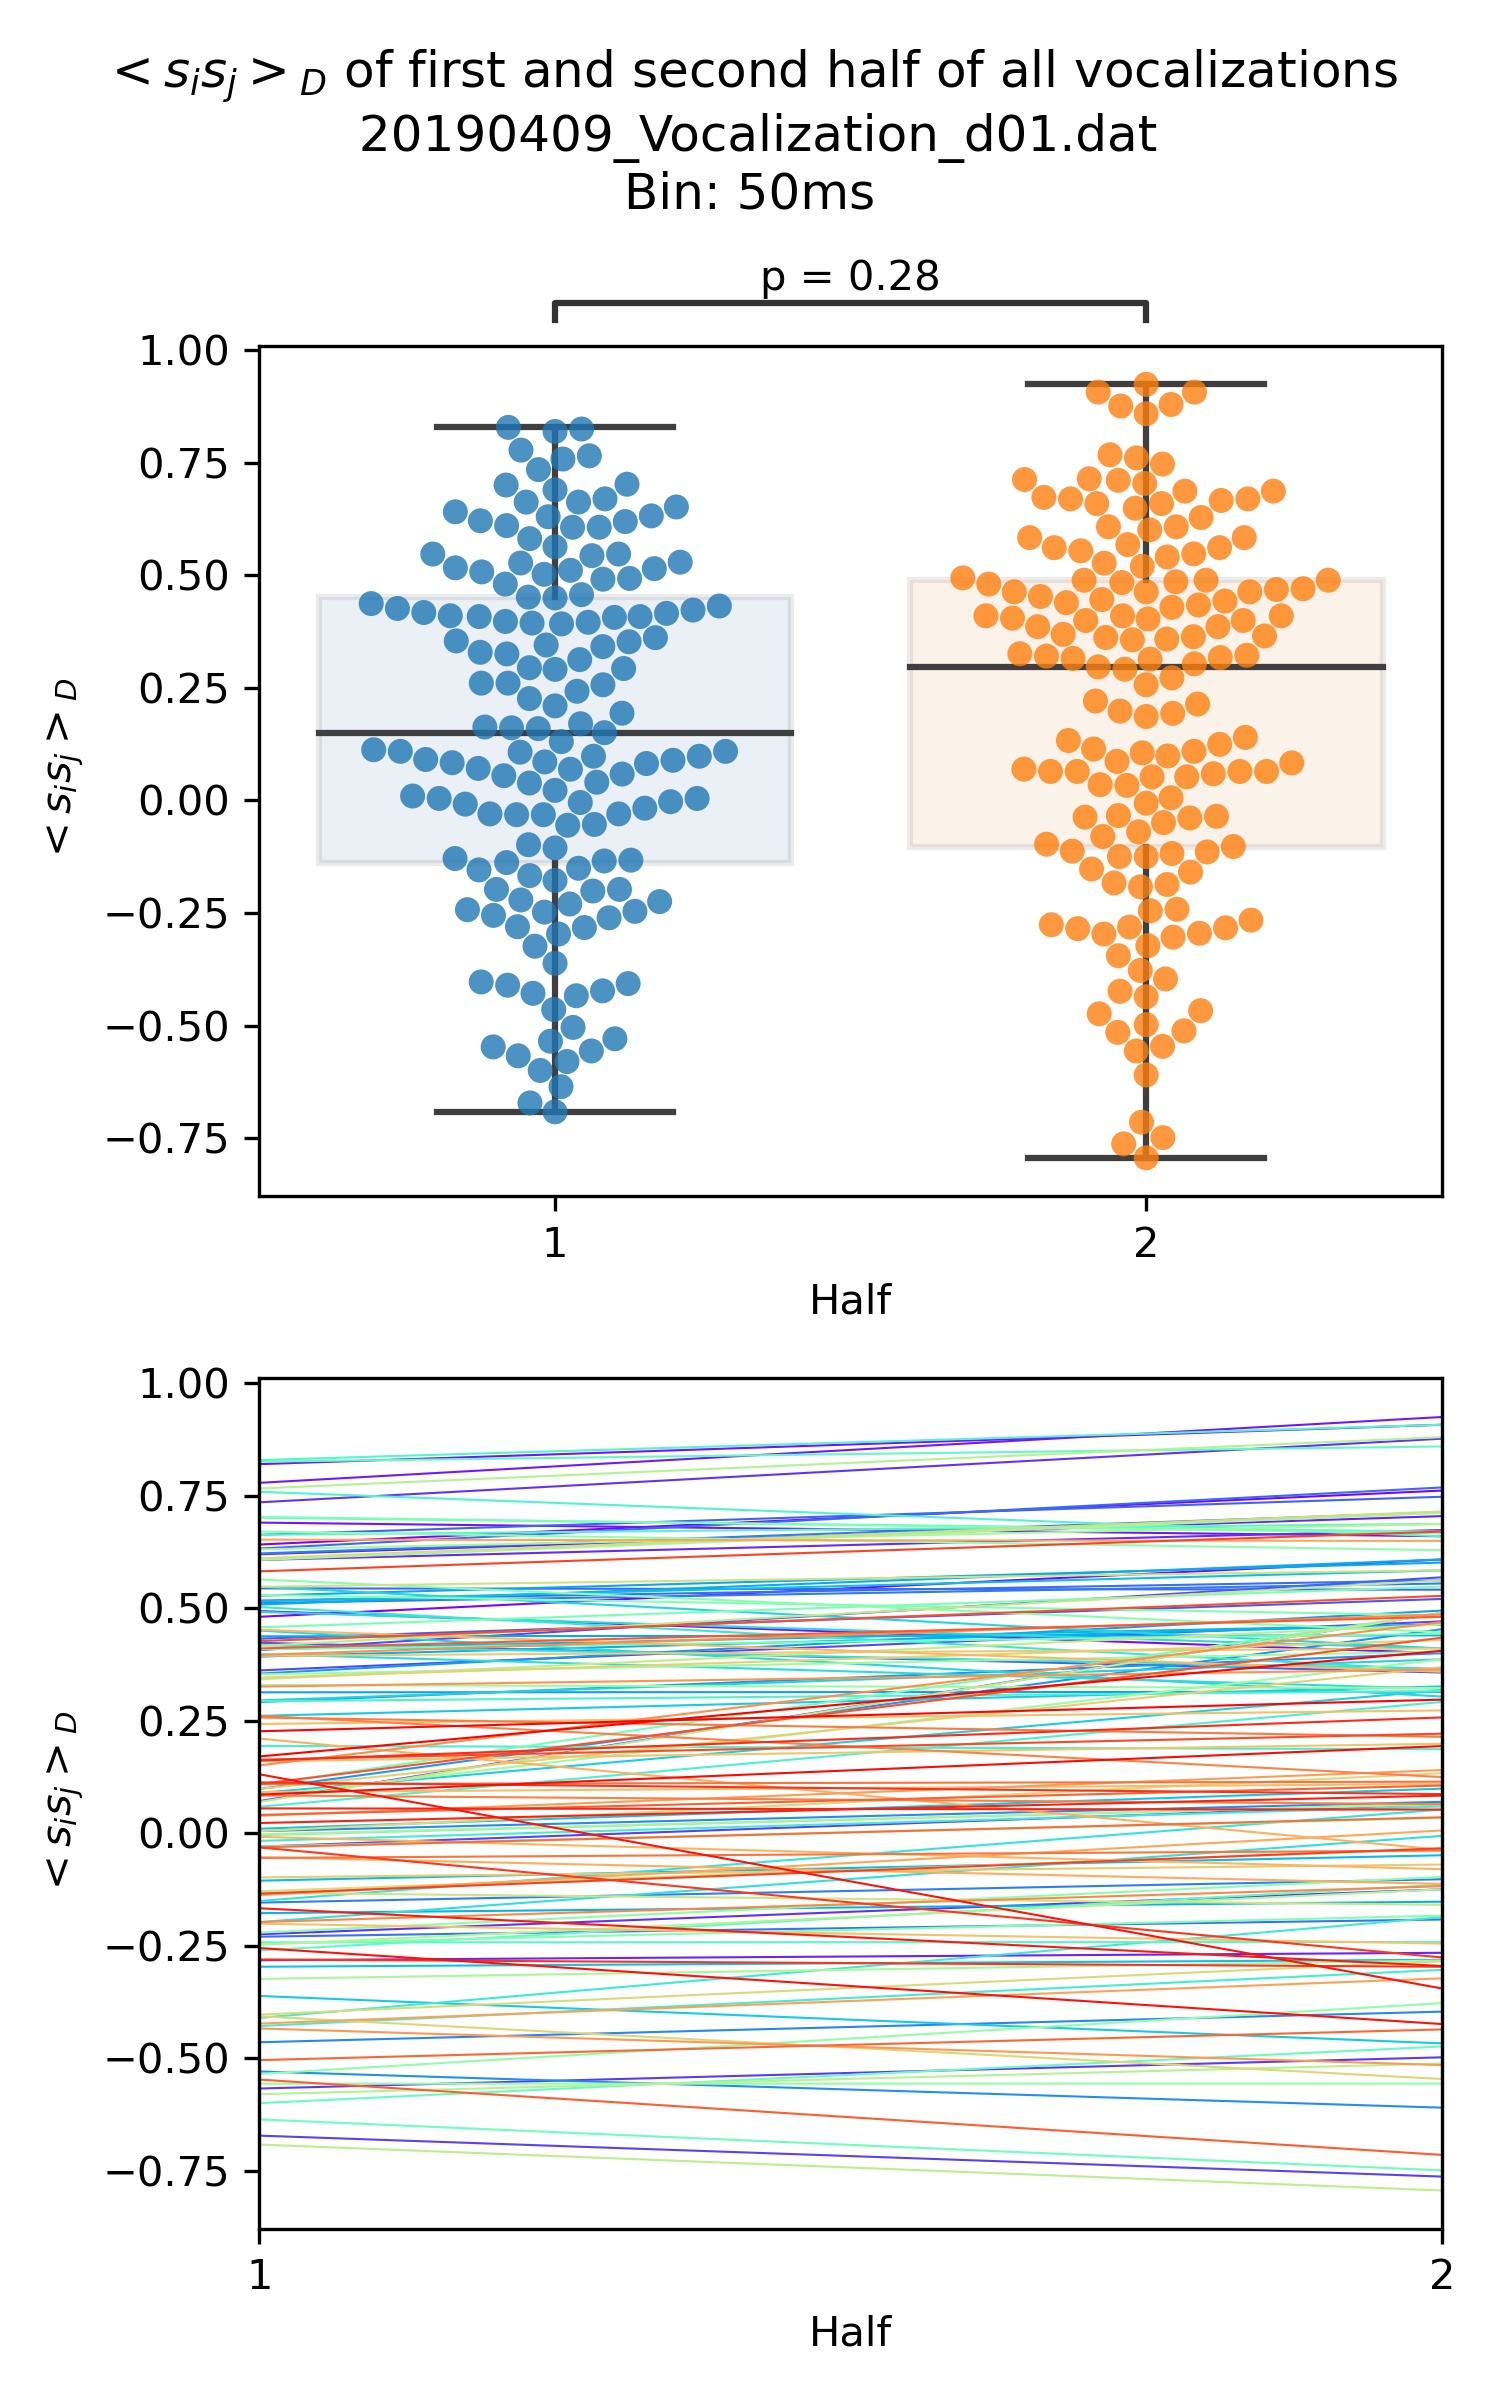 < s_i s_j >_D of first and second half of all vocalizations
20190409_Vocalization_d01.dat
Bin: 50ms
p = 0.28
1.00
0.75
0.50
0.25
0.00
−0.25
−0.50
−0.75
< s_i s_j >_D
1 2
Half
1.00
0.75
0.50
0.25
0.00
−0.25
−0.50
−0.75
< s_i s_j >_D
1 2
Half